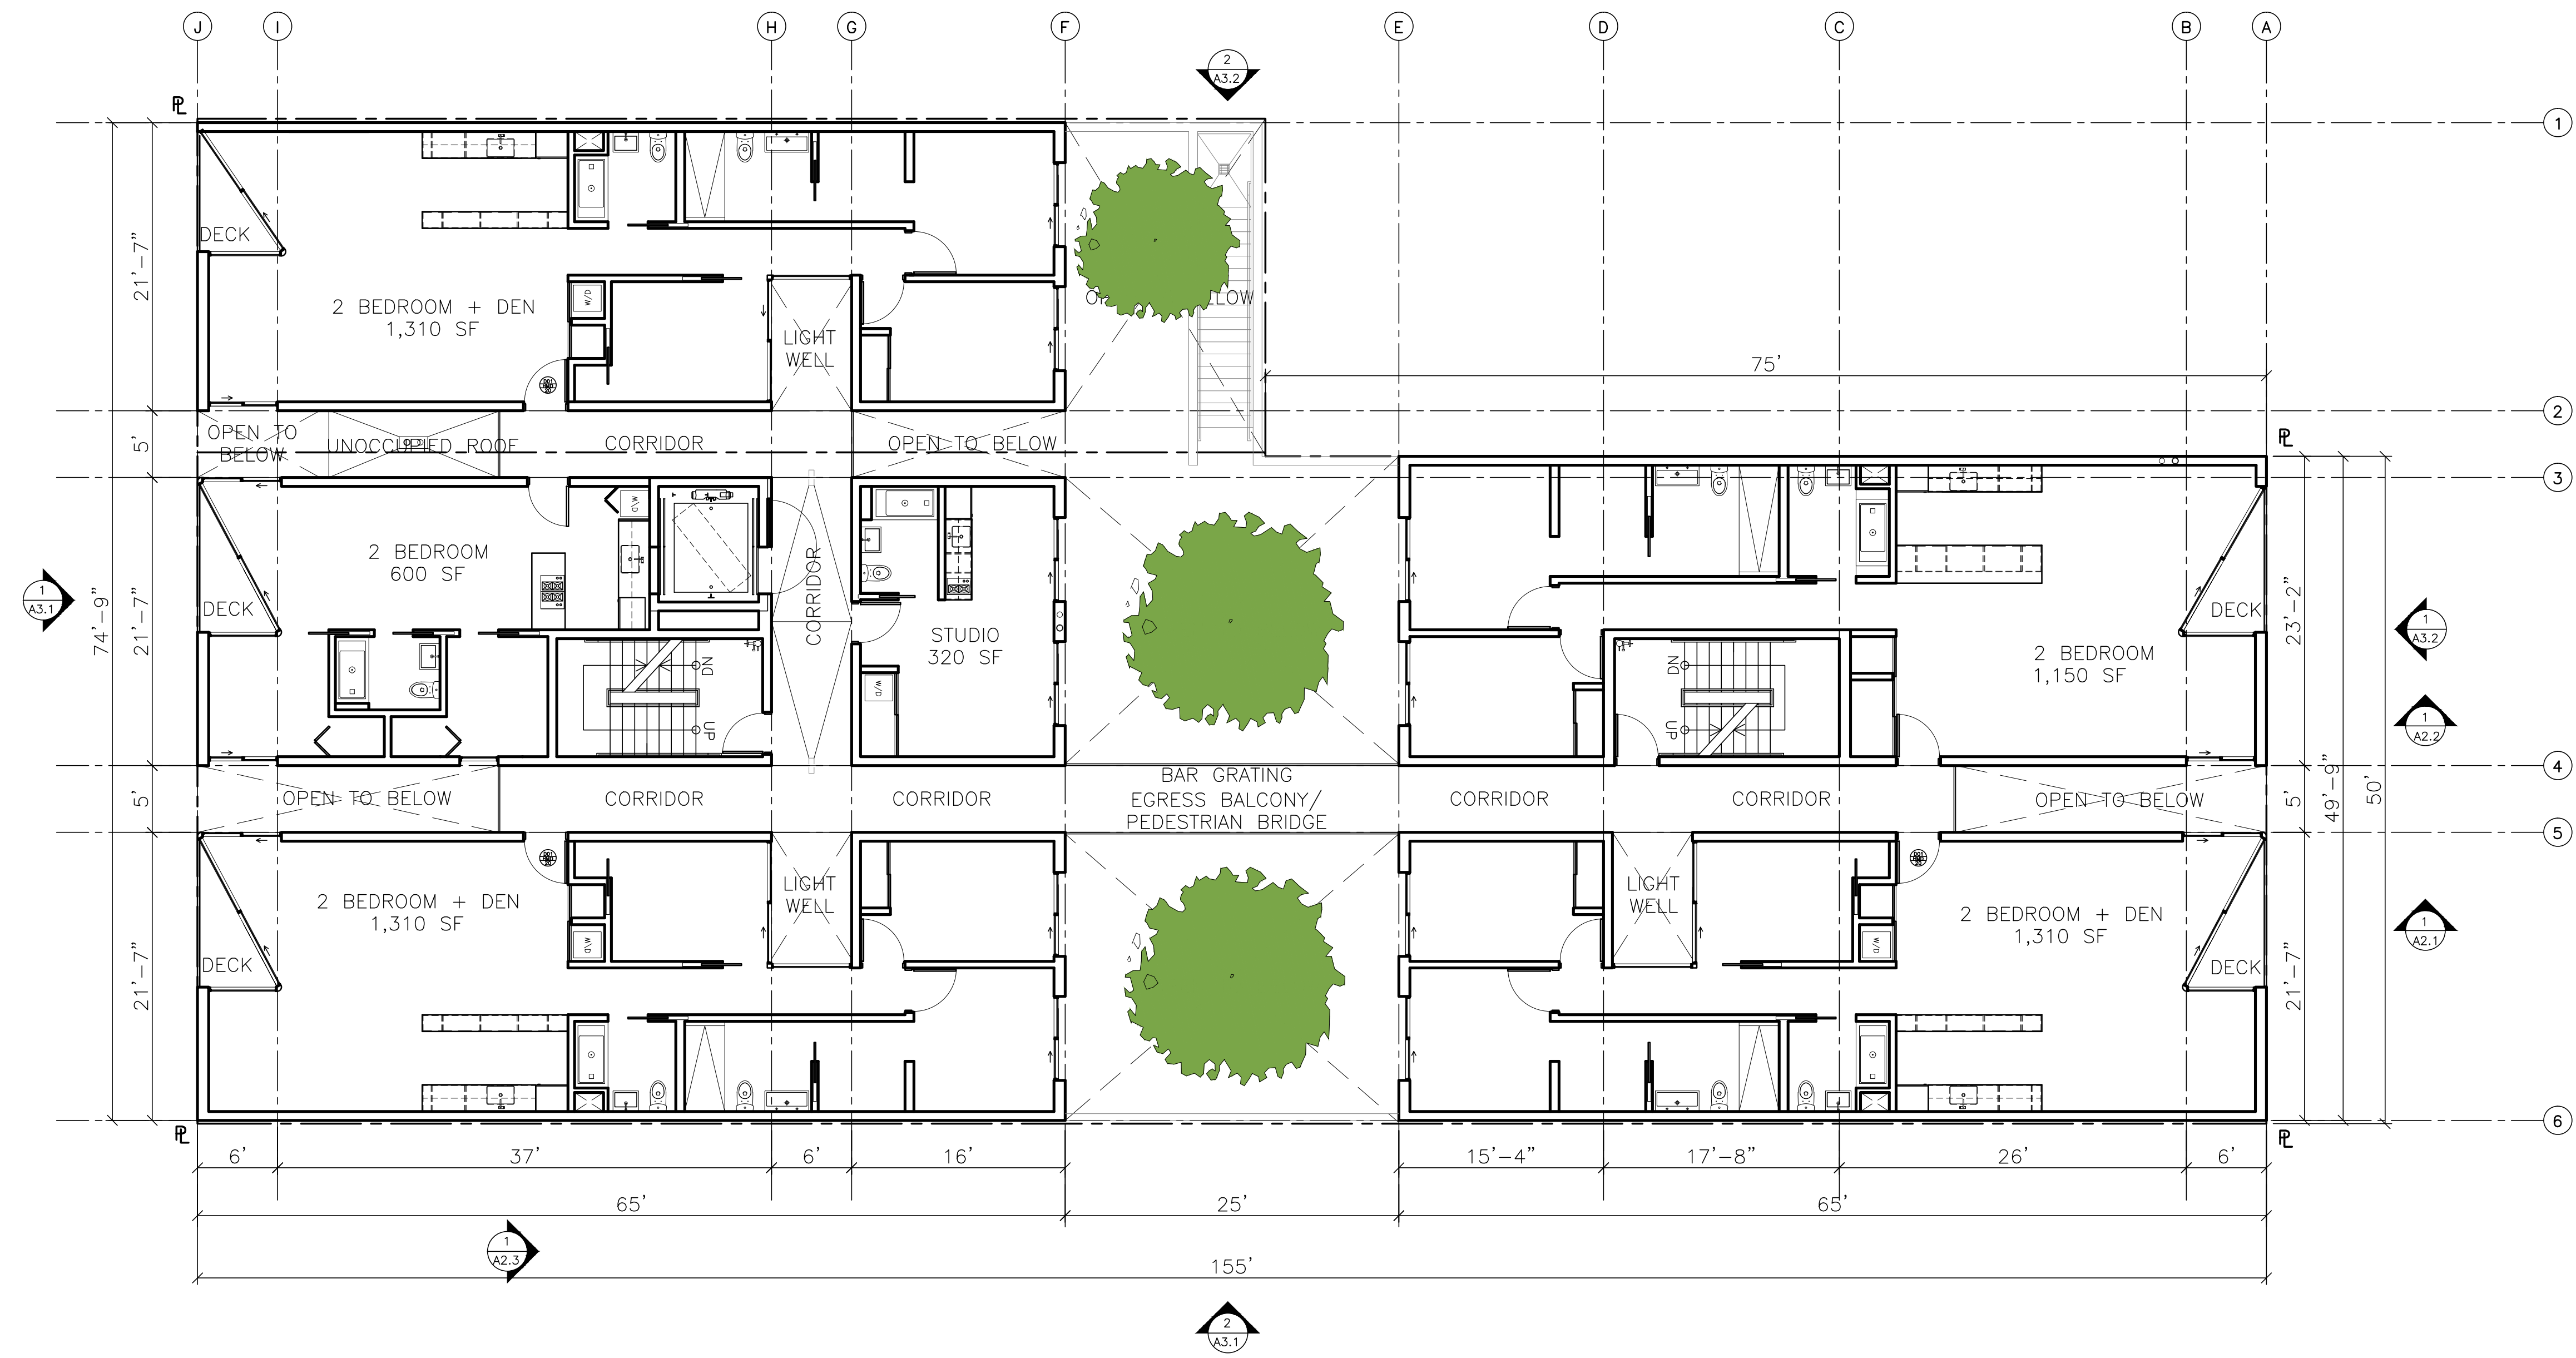 J I H G F E D C B A
2
A3.2
PL
1
21'-7"
DECK
2 BEDROOM + DEN
1,310 SF
W/D
LIGHT
WELL
75'
2
5'
OPEN TO
BELOW
UNOCCUPIED ROOF
CORRIDOR
OPEN TO BELOW
PL
3
2 BEDROOM
600 SF
W/D
DECK
CORRIDOR
STUDIO
320 SF
W/D
DN
UP
DN
UP
2 BEDROOM
1,150 SF
DECK
1
A3.1
74'-9"
21'-7"
23'-2"
1
A3.2
1
A2.2
4
5'
OPEN TO BELOW
CORRIDOR
CORRIDOR
BAR GRATING
EGRESS BALCONY/
PEDESTRIAN BRIDGE
CORRIDOR
CORRIDOR
OPEN TO BELOW
5'
49'-9"
50'
5
2 BEDROOM + DEN
1,310 SF
W/D
LIGHT
WELL
LIGHT
WELL
W/D
2 BEDROOM + DEN
1,310 SF
DECK
DECK
21'-7"
21'-7"
1
A2.1
6
PL
PL
6' 37' 6' 16' 15'-4" 17'-8" 26' 6'
65' 25' 65'
1
A2.3
155'
2
A3.1